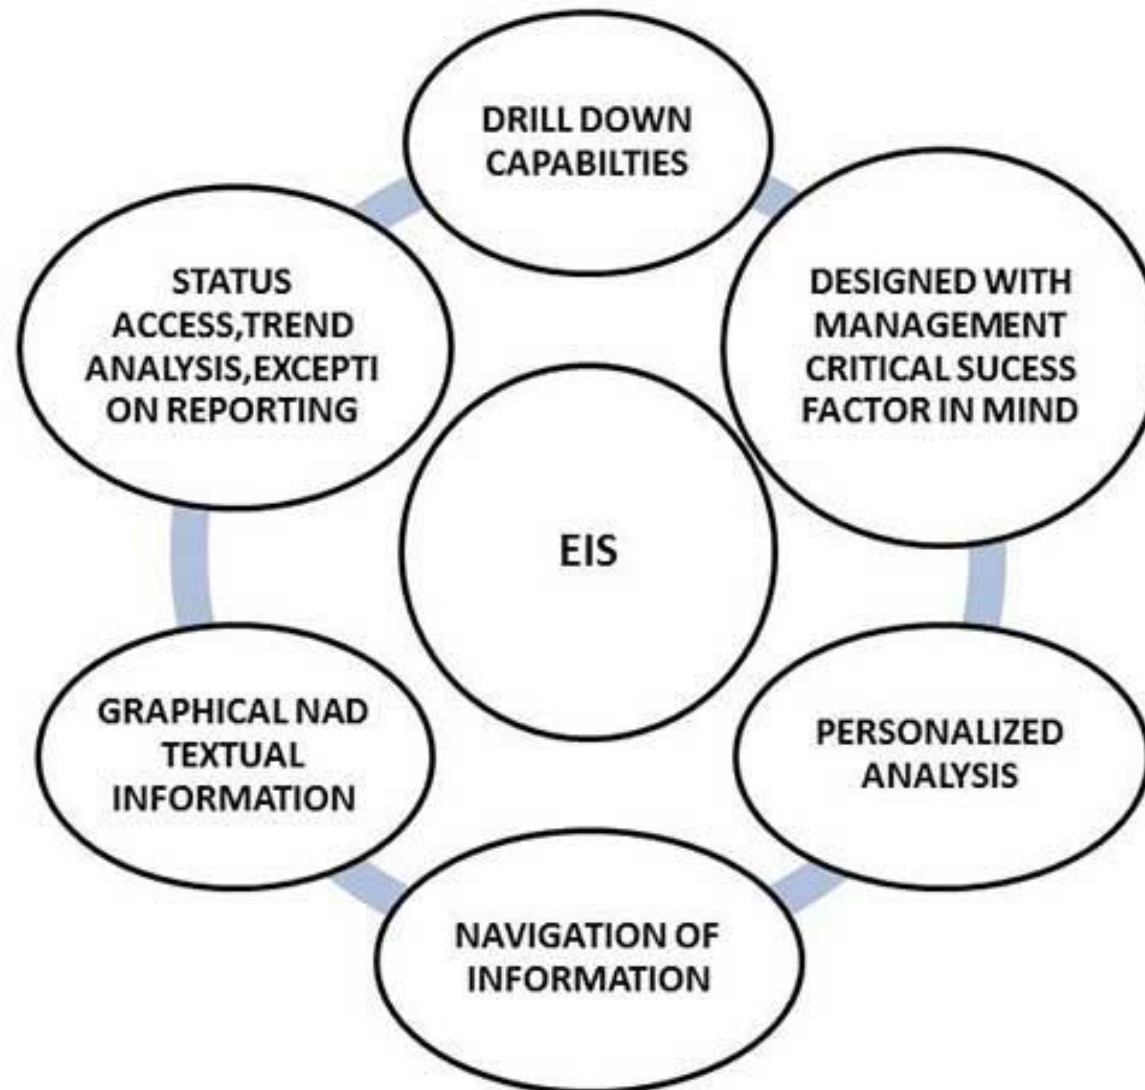 DRILL DOWN
CAPABILTIES
DESIGNED WITH
MANAGEMENT
CRITICAL SUCESS
FACTOR IN MIND
PERSONALIZED
ANALYSIS
NAVIGATION OF
INFORMATION
GRAPHICAL NAD
TEXTUAL
INFORMATION
STATUS
ACCESS,TREND
ANALYSIS,EXCEPTI
ON REPORTING
EIS